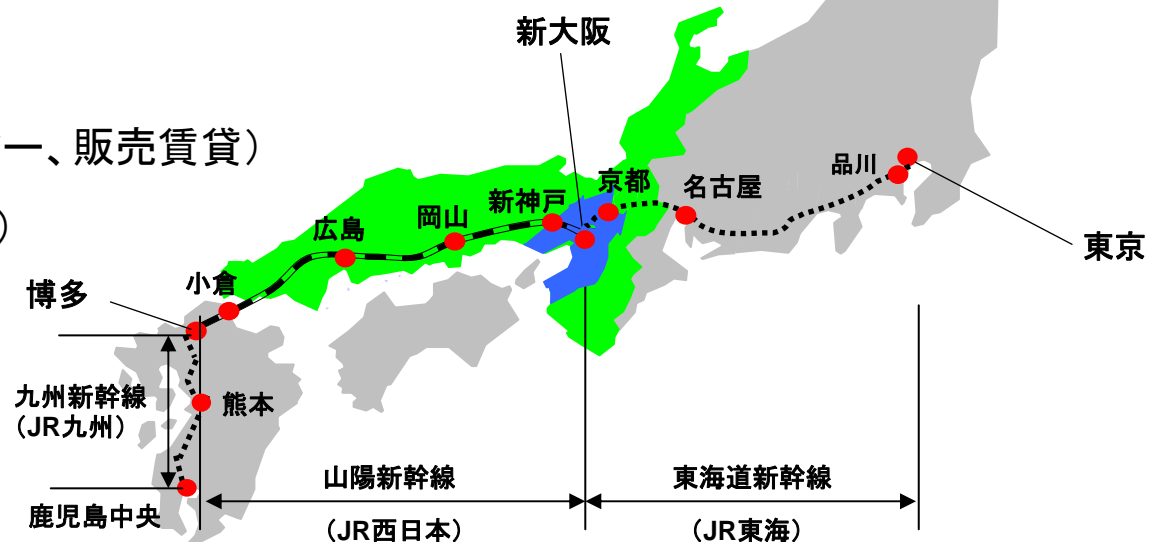 新大阪
ー、販売賃貸）
）
京都
名古屋
品川
新神戸
岡山
広島
東京
小倉
博多
九州新幹線
（JR九州）
熊本
鹿児島中央
山陽新幹線
（JR西日本）
東海道新幹線
（JR東海）